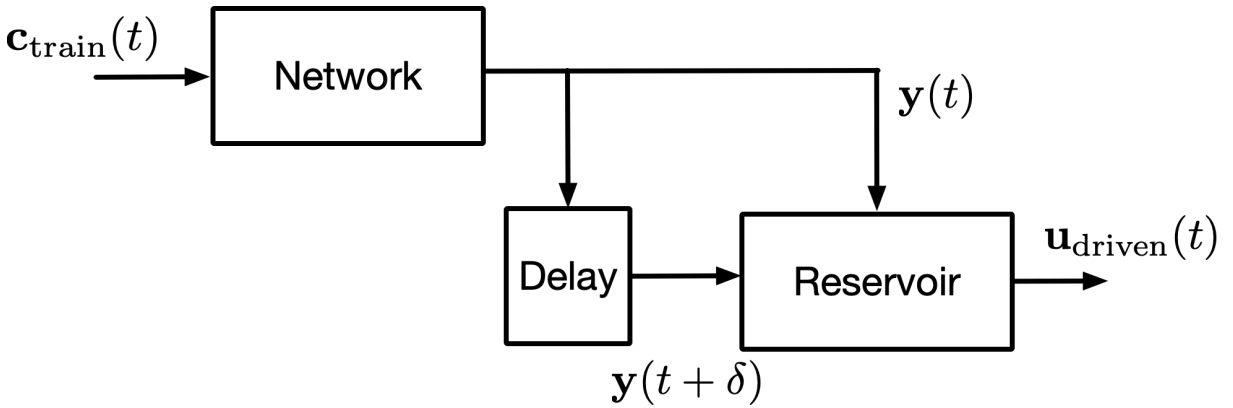 c_train(t)
Network
y(t)
Delay
Reservoir
u_driven(t)
y(t + δ)